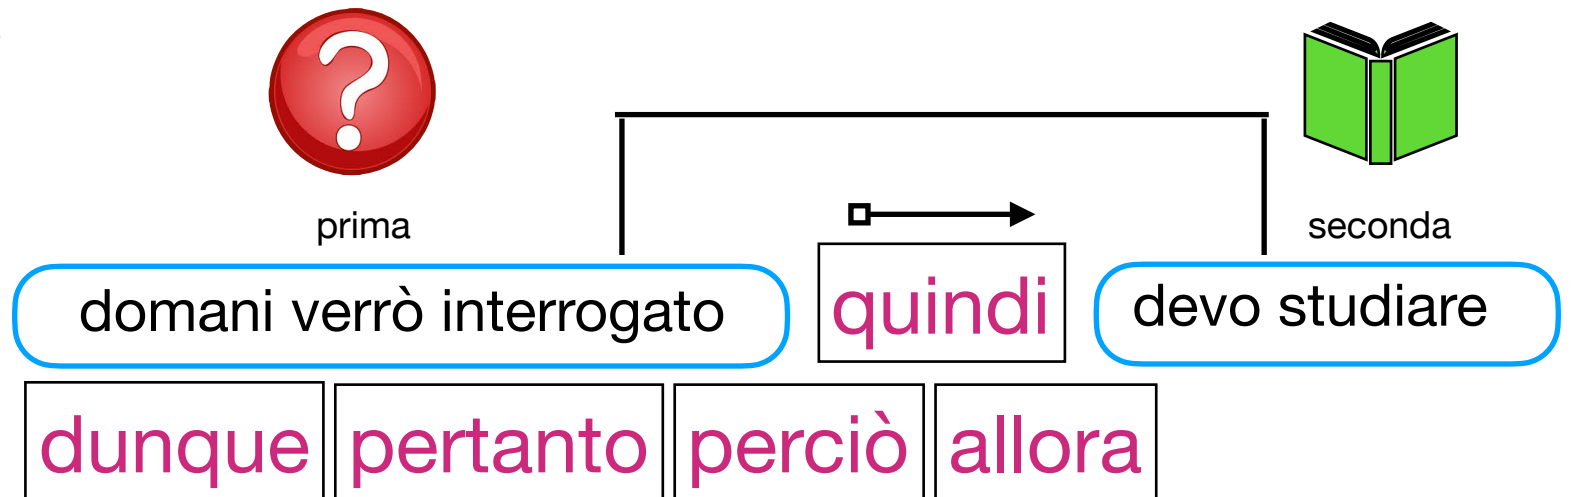 ?
prima
seconda
domani verrò interrogato quindi devo studiare
dunque pertanto perciò allora